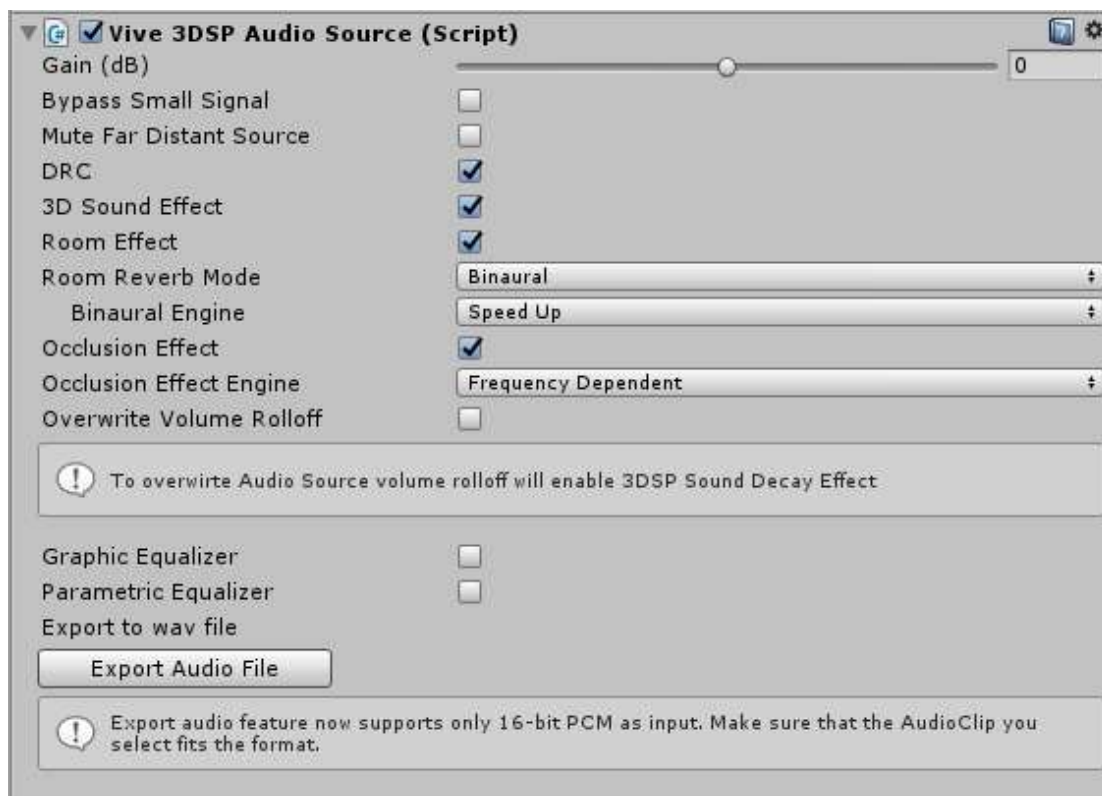 Vive 3DSP Audio Source (Script)
Gain (dB) 0
Bypass Small Signal
Mute Far Distant Source
DRC
3D Sound Effect
Room Effect
Room Reverb Mode Binaural
Binaural Engine Speed Up
Occlusion Effect
Occlusion Effect Engine Frequency Dependent
Overwrite Volume Rolloff
To overwirte Audio Source volume rolloff will enable 3DSP Sound Decay Effect
Graphic Equalizer
Parametric Equalizer
Export to wav file
Export Audio File
Export audio feature now supports only 16-bit PCM as input. Make sure that the AudioClip you
select fits the format.